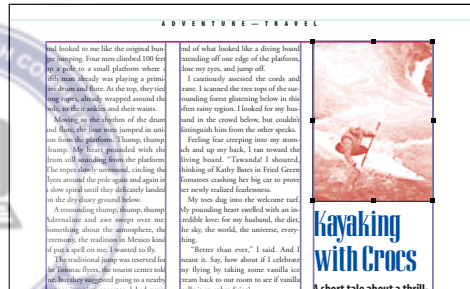 ADVENTURE—TRAVEL
and looked to me like the original bun-
gee jumping. Four men climbed 100 feet
up a pole to a small platform where a
fifth man already was playing a primi-
tive drum and flute. At the top, they tied
long ropes, already wrapped around the
pole, to their ankles and their waists.
Moving to the rhythm of the drum
and flute, the four men jumped in uni-
son from the platform. Thump, thump,
thump. My heart pounded with the
drum still sounding from the platform.
The ropes slowly unwound, circling the
flyers around the pole again and again in
a slow spiral until they delicately landed
on the dry dusty ground below.
A resounding thump, thump, thump.
Adrenaline and awe swept over me.
Something about the atmosphere, the
ceremony, the tradition in Mexico kind
of put a spell on me. I wanted to fly.
The traditional jump was reserved for
the Totonac flyers, the tourist center told
me, but they suggested going to a nearby
end of what looked like a diving board
extending off one edge of the platform,
close my eyes, and jump off.
I cautiously assessed the cords and
crane. I scanned the tree tops of the sur-
rounding forest glistening below in this
often rainy region. I looked for my hus-
band in the crowd below, but couldn't
distinguish him from the other specks.
Feeling fear creeping into my stom-
ach and up my back, I ran toward the
living board. "Tawanda! I shouted,
thinking of Kathy Bates in Fried Green
Tomatoes crashing her big car to prove
her newly realized fearlessness.
My toes dug into the welcome turf.
My pounding heart swelled with an in-
credible love: for my husband, the dirt,
the sky, the world, the universe, every-
thing.
"Better than ever," I said. And I
meant it. Say, how about if I celebrate
my flying by taking some vanilla ice
cream back to our room to see if vanilla
Kayaking
with Crocs
A short tale about a thrill-